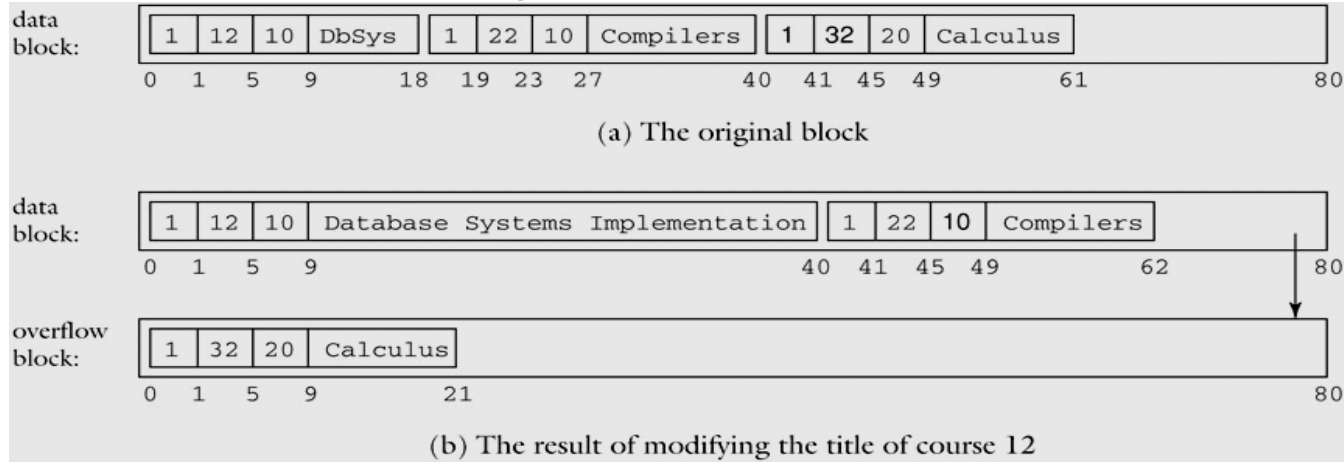 data block: 1 12 10 DbSys 1 22 10 Compilers 1 32 20 Calculus
0 1 5 9 18 19 23 27 40 41 45 49 61 80
(a) The original block
data block: 1 12 10 Database Systems Implementation 1 22 10 Compilers
0 1 5 9 40 41 45 49 62 80
overflow block: 1 32 20 Calculus
0 1 5 9 21 80
(b) The result of modifying the title of course 12